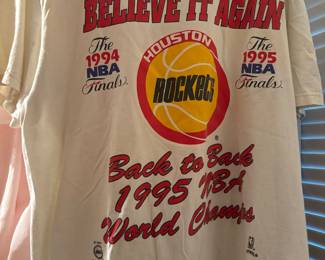 BELIEVE IT AGAIN
The
1994
NBA
Finals
HOUSTON
ROCKETS
®
The
1995
NBA
Finals
Back to Back
1995 NBA
World Champs